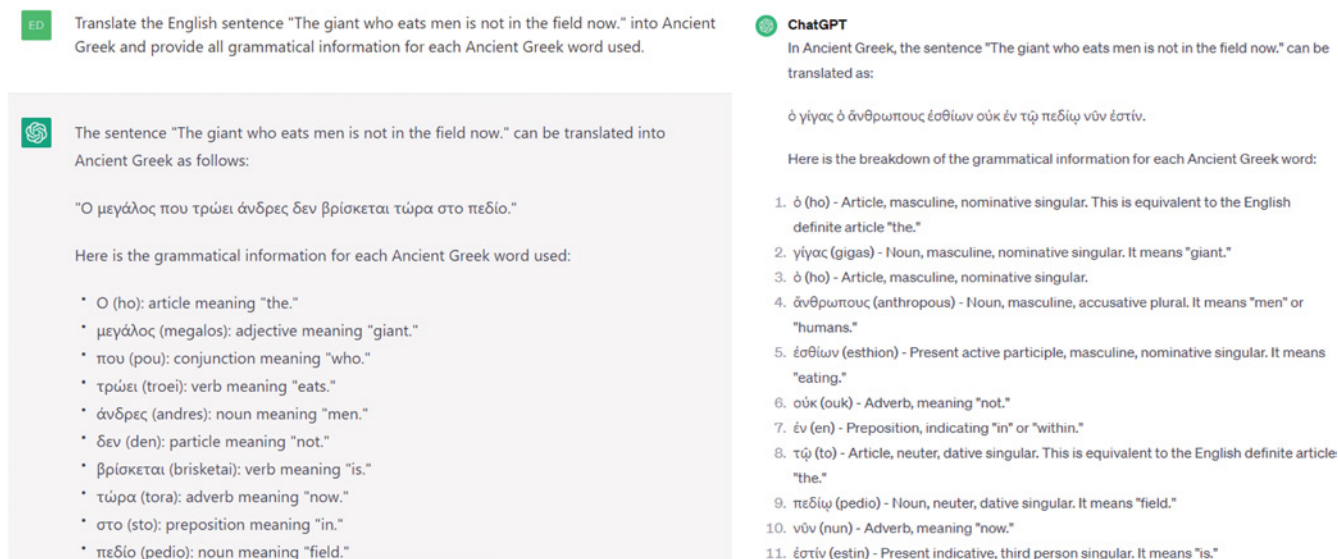 ED
Translate the English sentence "The giant who eats men is not in the field now." into Ancient
Greek and provide all grammatical information for each Ancient Greek word used.
The sentence "The giant who eats men is not in the field now." can be translated into
Ancient Greek as follows:
"Ο μεγάλος που τρώει άνδρες δεν βρίσκεται τώρα στο πεδίο."
Here is the grammatical information for each Ancient Greek word used:
• Ο (ho): article meaning "the."
• μεγάλος (megalos): adjective meaning "giant."
• που (pou): conjunction meaning "who."
• τρώει (troei): verb meaning "eats."
• άνδρες (andres): noun meaning "men."
• δεν (den): particle meaning "not."
• βρίσκεται (brisketai): verb meaning "is."
• τώρα (tora): adverb meaning "now."
• στο (sto): preposition meaning "in."
• πεδίο (pedio): noun meaning "field."
ChatGPT
In Ancient Greek, the sentence "The giant who eats men is not in the field now." can be
translated as:
ὁ γίγας ὁ ἄνθρωπους ἐσθίων οὐκ ἐν τῷ πεδίῳ νῦν ἐστίν.
Here is the breakdown of the grammatical information for each Ancient Greek word:
1. ὁ (ho) - Article, masculine, nominative singular. This is equivalent to the English
definite article "the."
2. γίγας (gigas) - Noun, masculine, nominative singular. It means "giant."
3. ὁ (ho) - Article, masculine, nominative singular.
4. ἄνθρωπους (anthropous) - Noun, masculine, accusative plural. It means "men" or
"humans."
5. ἐσθίων (esthion) - Present active participle, masculine, nominative singular. It means
"eating."
6. οὐκ (ouk) - Adverb, meaning "not."
7. ἐν (en) - Preposition, indicating "in" or "within."
8. τῷ (to) - Article, neuter, dative singular. This is equivalent to the English definite article
"the."
9. πεδίῳ (pedio) - Noun, neuter, dative singular. It means "field."
10. νῦν (nun) - Adverb, meaning "now."
11. ἐστίν (estin) - Present indicative, third person singular. It means "is."